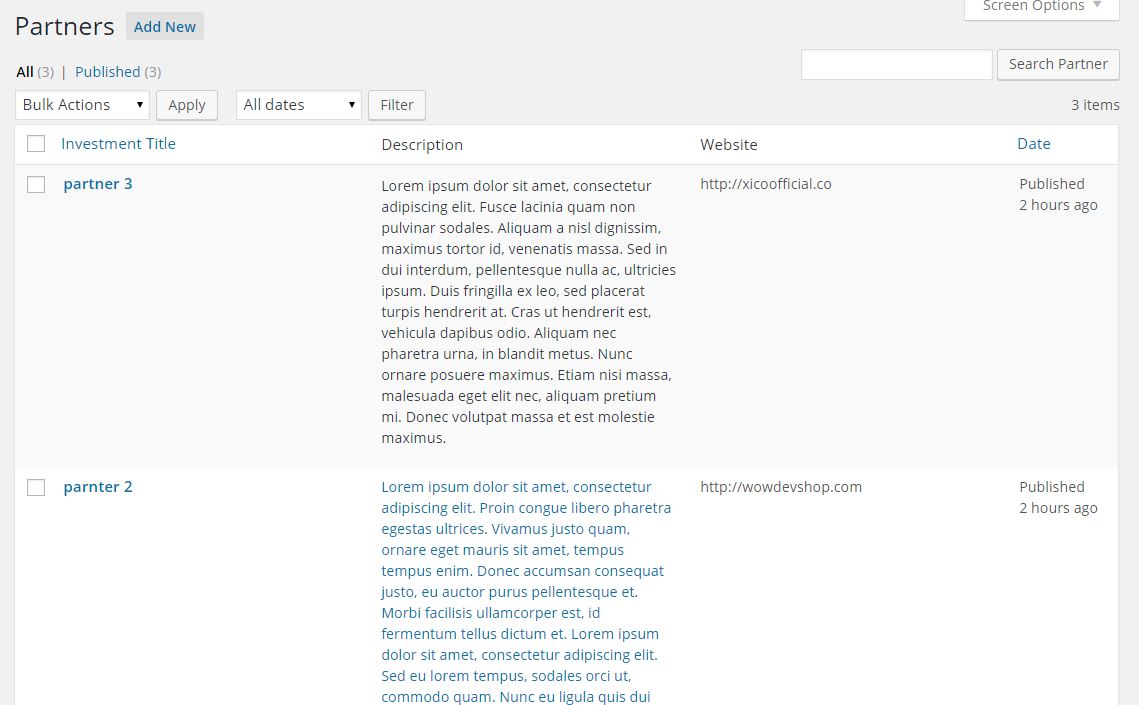 Screen Options
Partners Add New
All (3) | Published (3)
Search Partner
Bulk Actions Apply All dates Filter 3 items
Investment Title Description Website Date
partner 3
Lorem ipsum dolor sit amet, consectetur
adipiscing elit. Fusce lacinia quam non
pulvinar sodales. Aliquam a nisl dignissim,
maximus tortor id, venenatis massa. Sed in
dui interdum, pellentesque nulla ac, ultricies
ipsum. Duis fringilla ex leo, sed placerat
turpis hendrerit at. Cras ut hendrerit est,
vehicula dapibus odio. Aliquam nec
pharetra urna, in blandit metus. Nunc
ornare posuere maximus. Etiam nisi massa,
malesuada eget elit nec, aliquam pretium
mi. Donec volutpat massa et est molestie
maximus.
http://xicoofficial.co
Published
2 hours ago
parnter 2
Lorem ipsum dolor sit amet, consectetur
adipiscing elit. Proin congue libero pharetra
egestas ultrices. Vivamus justo quam,
ornare eget mauris sit amet, tempus
tempus enim. Donec accumsan consequat
justo, eu auctor purus pellentesque et.
Morbi facilisis ullamcorper est, id
fermentum tellus dictum et. Lorem ipsum
dolor sit amet, consectetur adipiscing elit.
Sed eu lorem tempus, sodales orci ut,
commodo quam. Nunc eu ligula quis dui
http://wowdevshop.com
Published
2 hours ago